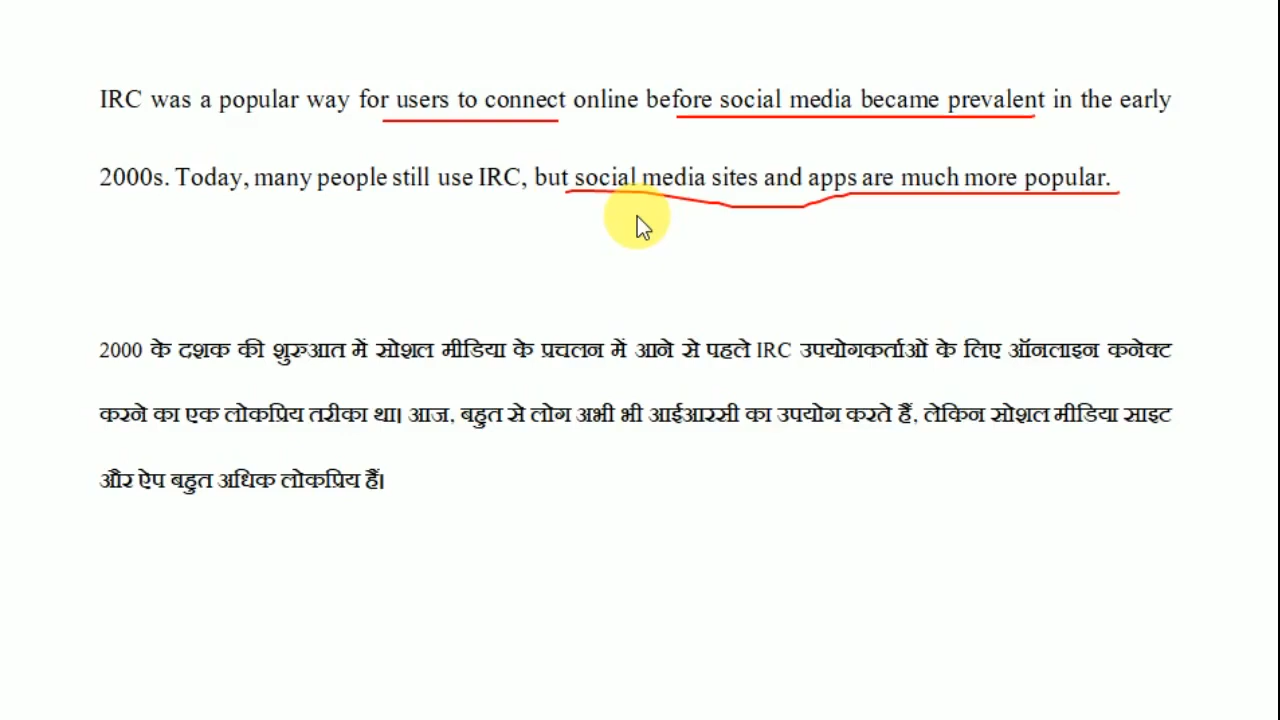 IRC was a popular way for users to connect online before social media became prevalent in the early
2000s. Today, many people still use IRC, but social media sites and apps are much more popular.
2000 के दशक की शुरुआत में सोशल मीडिया के प्रचलन में आने से पहले IRC उपयोगकर्ताओं के लिए ऑनलाइन कनेक्ट
करने का एक लोकप्रिय तरीका था। आज, बहुत से लोग अभी भी आईआरसी का उपयोग करते हैं, लेकिन सोशल मीडिया साइट
और ऐप बहुत अधिक लोकप्रिय हैं।